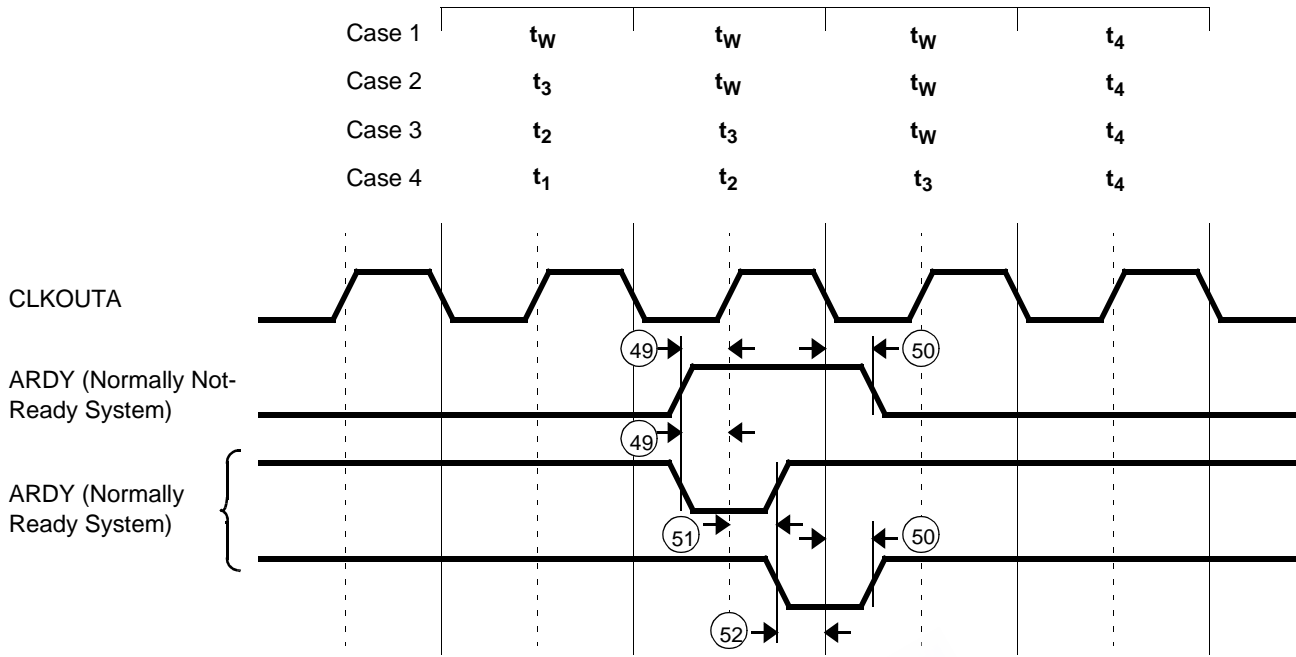 Case 1 tW tW tW t4
Case 2 t3 tW tW t4
Case 3 t2 t3 tW t4
Case 4 t1 t2 t3 t4
CLKOUTA
49 50
ARDY (Normally Not-
Ready System)
49
ARDY (Normally
Ready System)
51 50
52